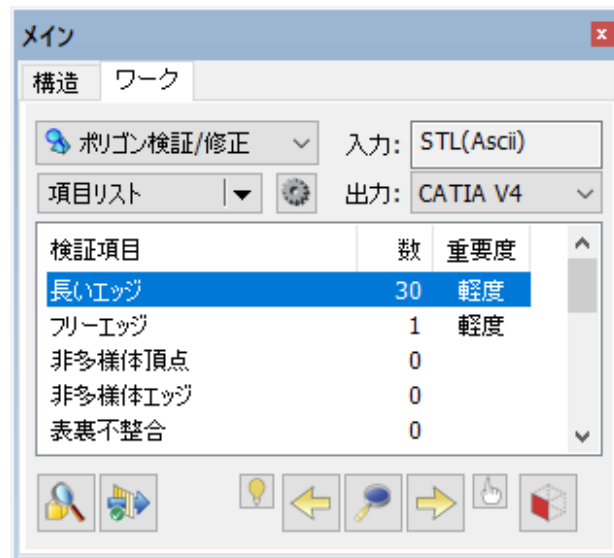 メイン
構造 ワーク
ポリゴン検証/修正 入力: STL(Ascii)
項目リスト 出力: CATIA V4
検証項目 数 重要度
長いエッジ 30 軽度
フリーエッジ 1 軽度
非多様体頂点 0
非多様体エッジ 0
表裏不整合 0